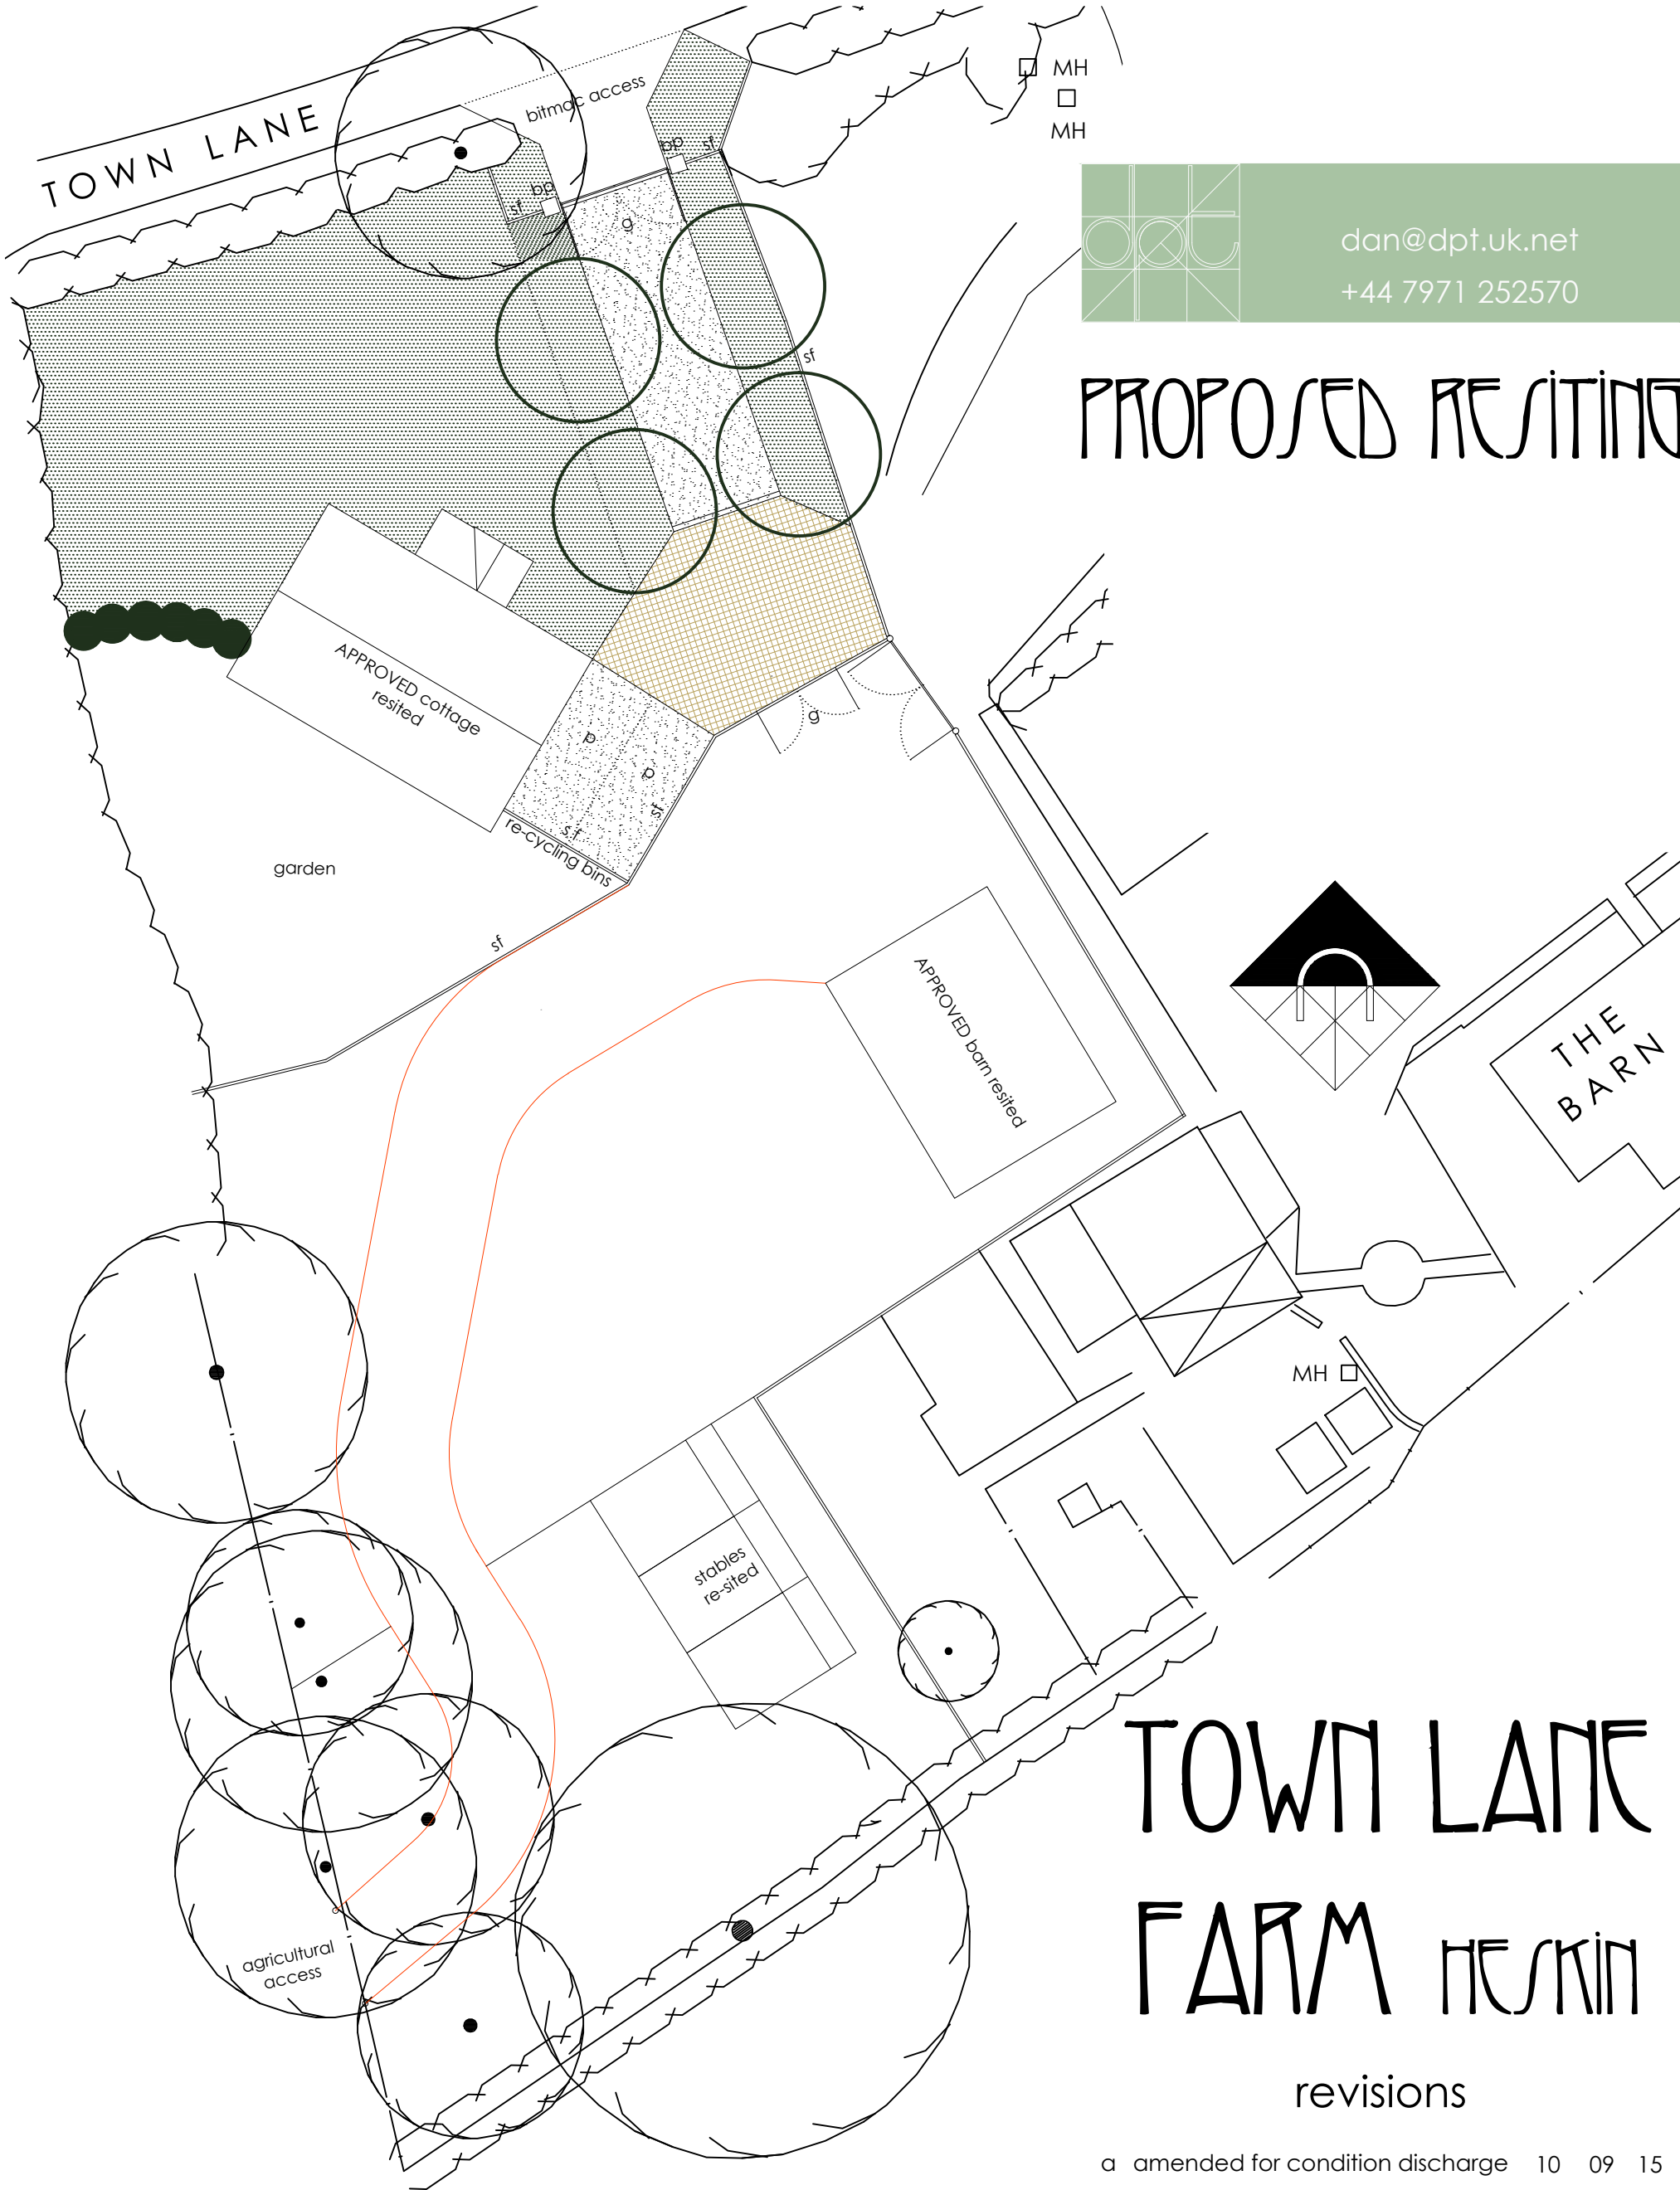 TOWN LANE
bitmac access
bp
sf
bp
sf
g
sf
MH
MH
dpt
dan@dpt.uk.net
+44 7971 252570
PROPOSED RESITING
APPROVED cottage
resited
p
p
sf
s f
re-cycling bins
g
garden
sf
APPROVED barn resited
THE
BARN
MH
stables
re-sited
agricultural
access
TOWN LANE
FARM HESKIN
revisions
a amended for condition discharge 10 09 15